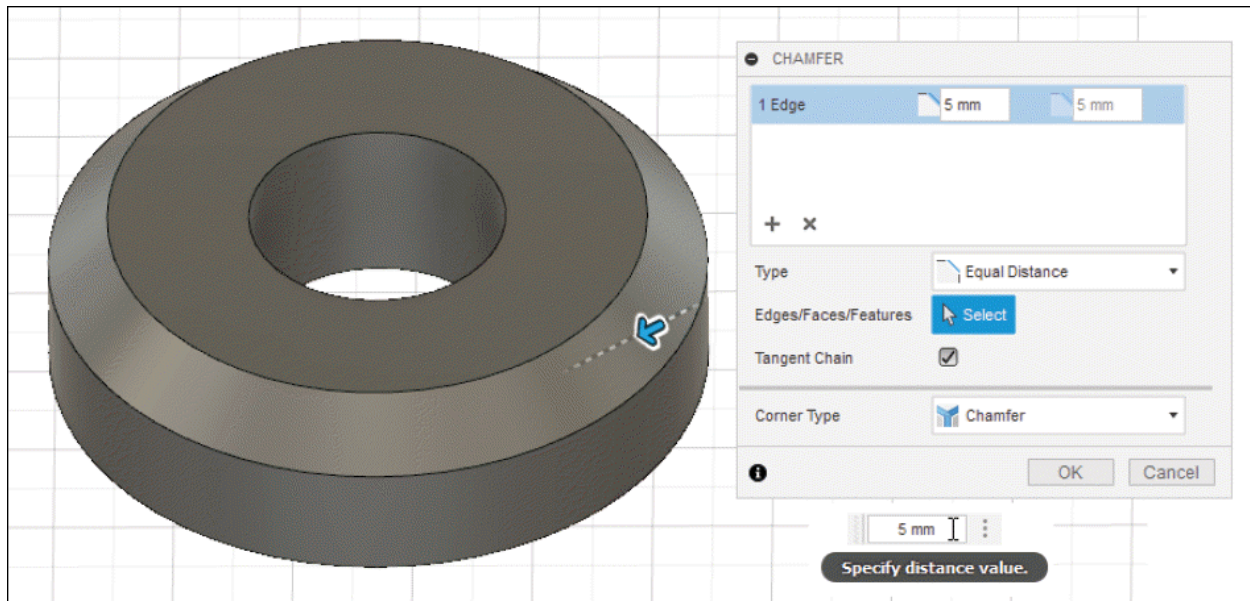 CHAMFER
1 Edge 5 mm 5 mm
Type Equal Distance
Edges/Faces/Features Select
Tangent Chain
Corner Type Chamfer
OK Cancel
5 mm
Specify distance value.